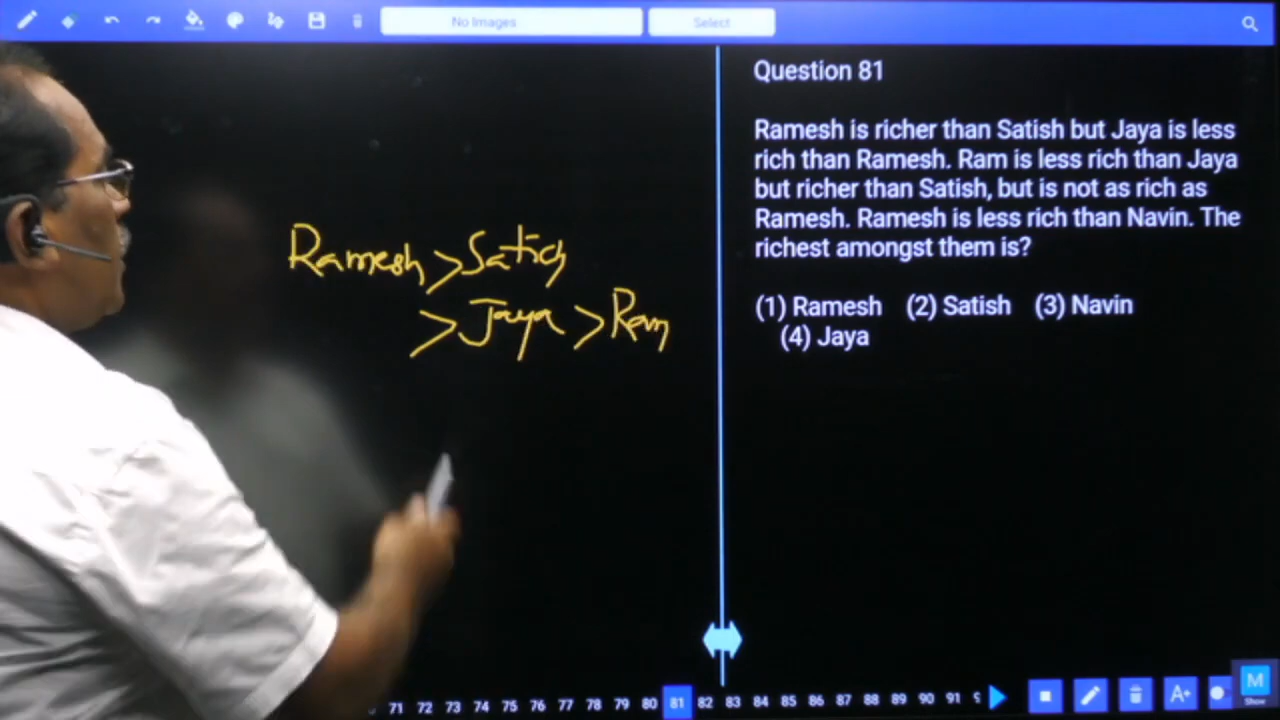 No Images
Select
Question 81
Ramesh is richer than Satish but Jaya is less
rich than Ramesh. Ram is less rich than Jaya
but richer than Satish, but is not as rich as
Ramesh. Ramesh is less rich than Navin. The
richest amongst them is?
(1) Ramesh (2) Satish (3) Navin
(4) Jaya
Ramesh > Satish
> Jaya > Ram
71 72 73 74 75 76 77 78 79 80 81 82 83 84 85 86 87 88 89 90 91 9
A+
M
Show